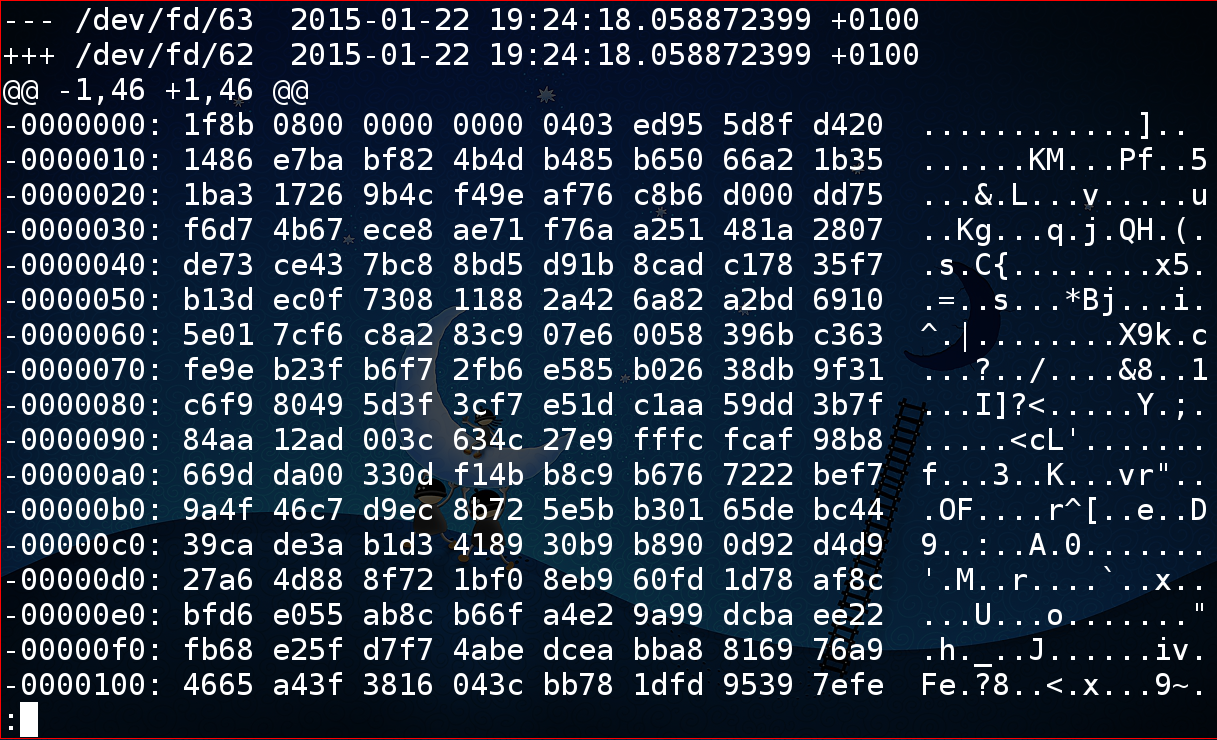 --- /dev/fd/63  2015-01-22 19:24:18.058872399 +0100
+++ /dev/fd/62  2015-01-22 19:24:18.058872399 +0100
@@ -1,46 +1,46 @@
-0000000: 1f8b 0800 0000 0000 0403 ed95 5d8f d420  ............]..
-0000010: 1486 e7ba bf82 4b4d b485 b650 66a2 1b35  ......KM...Pf..5
-0000020: 1ba3 1726 9b4c f49e af76 c8b6 d000 dd75  ...&.L...v.....u
-0000030: f6d7 4b67 ece8 ae71 f76a a251 481a 2807  ..Kg...q.j.QH.(.
-0000040: de73 ce43 7bc8 8bd5 d91b 8cad c178 35f7  .s.C{........x5.
-0000050: b13d ec0f 7308 1188 2a42 6a82 a2bd 6910  .=..s...*Bj...i.
-0000060: 5e01 7cf6 c8a2 83c9 07e6 0058 396b c363  ^.|........X9k.c
-0000070: fe9e b23f b6f7 2fb6 e585 b026 38db 9f31  ...?../....&8..1
-0000080: c6f9 8049 5d3f 3cf7 e51d c1aa 59dd 3b7f  ...I]?<.....Y.;.
-0000090: 84aa 12ad 003c 634c 27e9 fffc fcaf 98b8  .....<cL'.......
-00000a0: 669d da00 330d f14b b8c9 b676 7222 bef7  f...3..K...vr"..
-00000b0: 9a4f 46c7 d9ec 8b72 5e5b b301 65de bc44  .OF....r^[..e..D
-00000c0: 39ca de3a b1d3 4189 30b9 b890 0d92 d4d9  9..:..A.0.......
-00000d0: 27a6 4d88 8f72 1bf0 8eb9 60fd 1d78 af8c  '.M..r....`..x..
-00000e0: bfd6 e055 ab8c b66f a4e2 9a99 dcba ee22  ...U...o......."
-00000f0: fb68 e25f d7f7 4abe dcea bba8 8169 76a9  .h._..J......iv.
-0000100: 4665 a43f 3816 043c bb78 1dfd 9539 7efe  Fe.?8..<.x...9~.
: